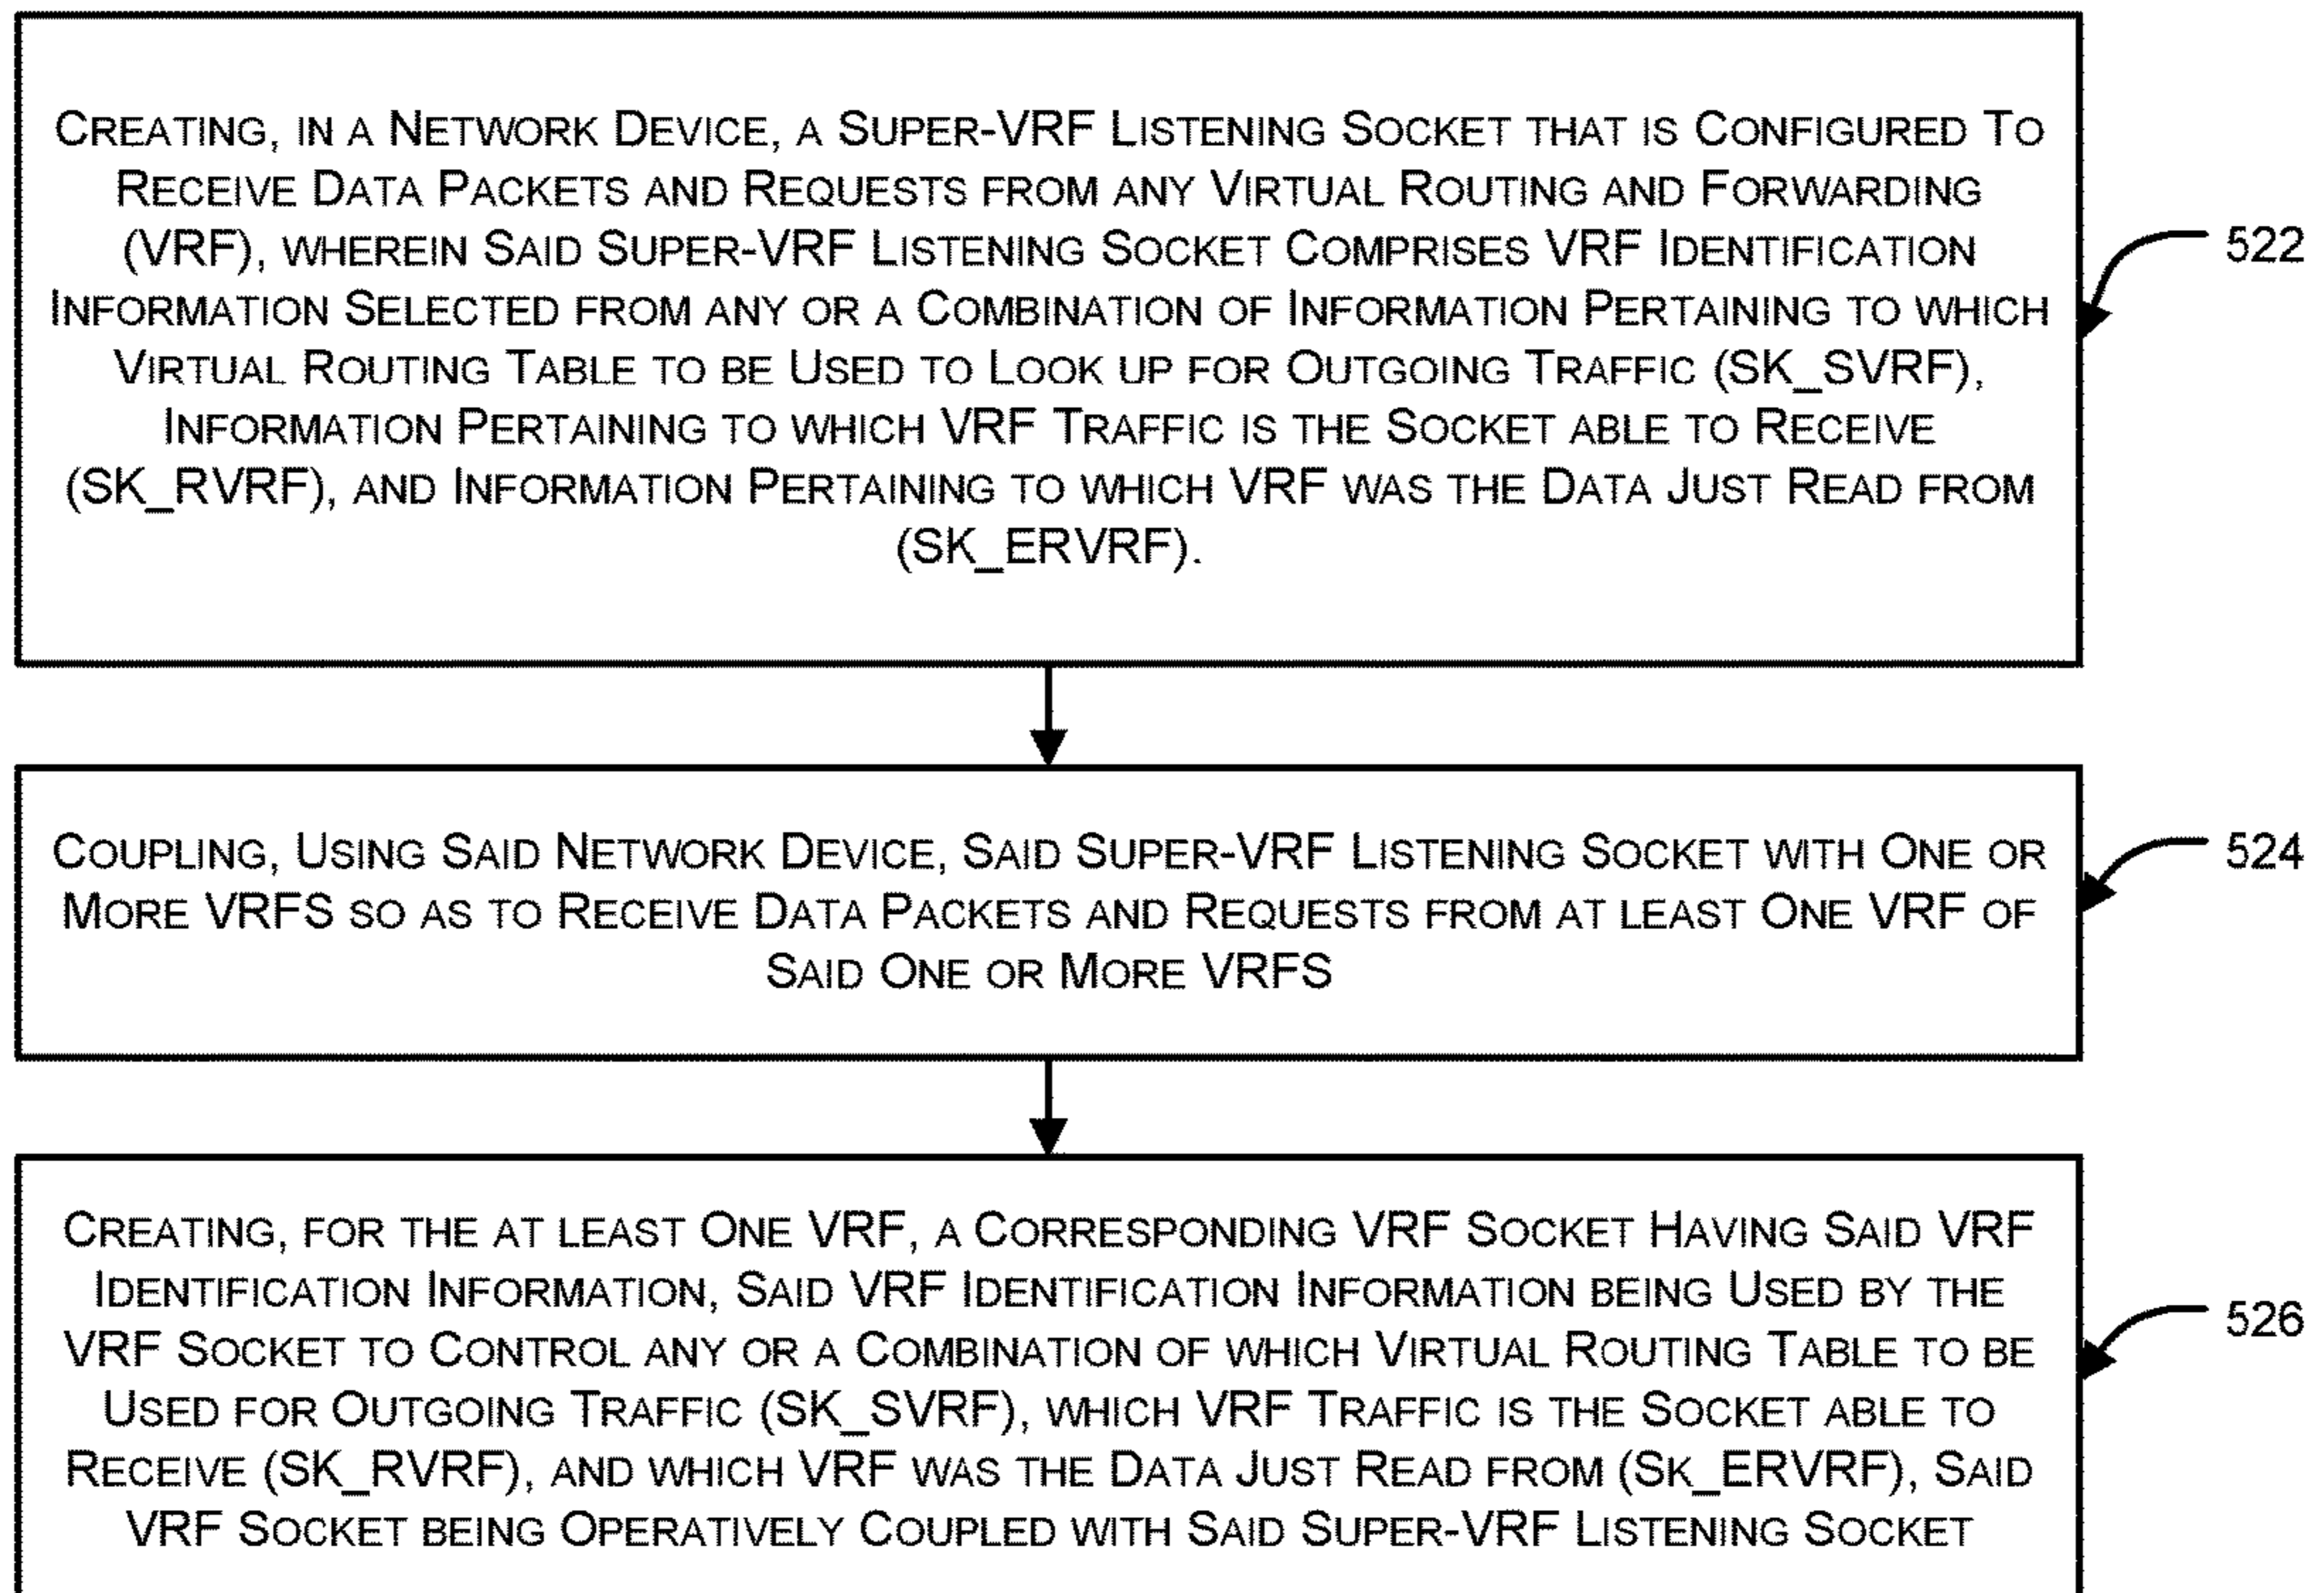 CREATING, IN A NETWORK DEVICE, A SUPER-VRF LISTENING SOCKET THAT IS CONFIGURED TO
RECEIVE DATA PACKETS AND REQUESTS FROM ANY VIRTUAL ROUTING AND FORWARDING
(VRF), WHEREIN SAID SUPER-VRF LISTENING SOCKET COMPRISES VRF IDENTIFICATION
INFORMATION SELECTED FROM ANY OR A COMBINATION OF INFORMATION PERTAINING TO WHICH
VIRTUAL ROUTING TABLE TO BE USED TO LOOK UP FOR OUTGOING TRAFFIC (SK_SVRF),
INFORMATION PERTAINING TO WHICH VRF TRAFFIC IS THE SOCKET ABLE TO RECEIVE
(SK_RVRF), AND INFORMATION PERTAINING TO WHICH VRF WAS THE DATA JUST READ FROM
(SK_ERVRF).
522
COUPLING, USING SAID NETWORK DEVICE, SAID SUPER-VRF LISTENING SOCKET WITH ONE OR
MORE VRFS SO AS TO RECEIVE DATA PACKETS AND REQUESTS FROM AT LEAST ONE VRF OF
SAID ONE OR MORE VRFS
524
CREATING, FOR THE AT LEAST ONE VRF, A CORRESPONDING VRF SOCKET HAVING SAID VRF
IDENTIFICATION INFORMATION, SAID VRF IDENTIFICATION INFORMATION BEING USED BY THE
VRF SOCKET TO CONTROL ANY OR A COMBINATION OF WHICH VIRTUAL ROUTING TABLE TO BE
USED FOR OUTGOING TRAFFIC (SK_SVRF), WHICH VRF TRAFFIC IS THE SOCKET ABLE TO
RECEIVE (SK_RVRF), AND WHICH VRF WAS THE DATA JUST READ FROM (SK_ERVRF), SAID
VRF SOCKET BEING OPERATIVELY COUPLED WITH SAID SUPER-VRF LISTENING SOCKET
526